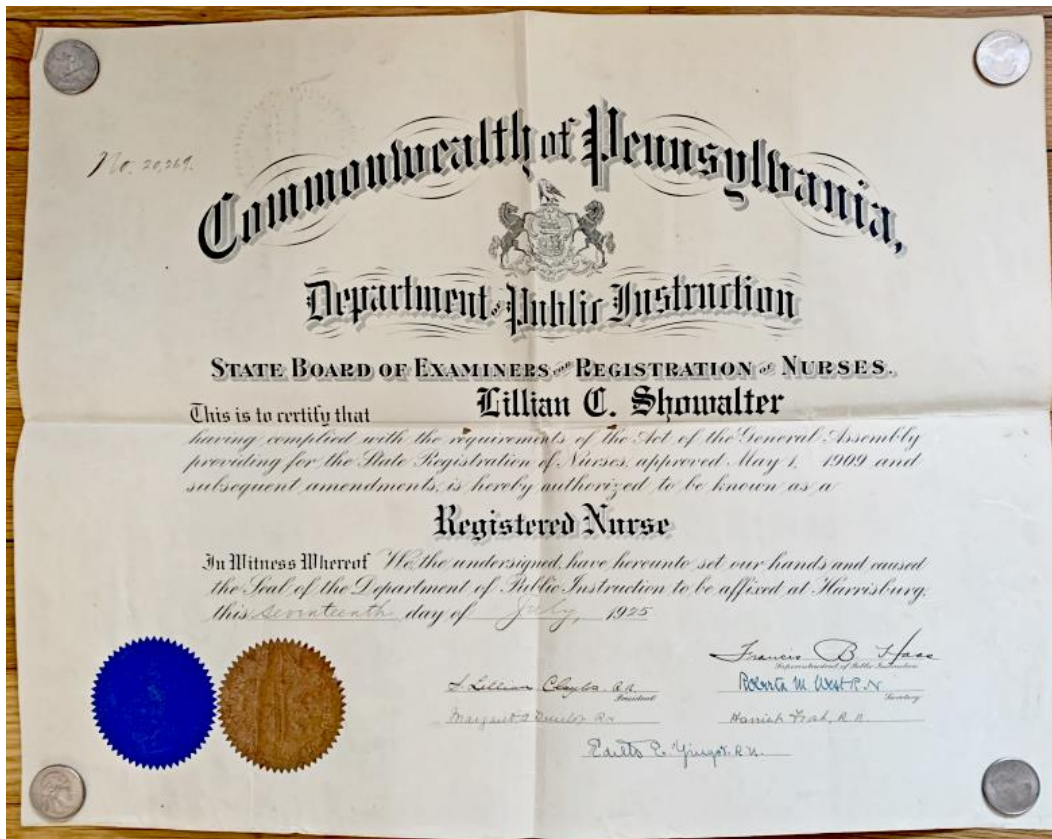 No. 20,269.
Commonwealth of Pennsylvania,
Department of Public Instruction
STATE BOARD OF EXAMINERS FOR REGISTRATION OF NURSES.
This is to certify that Lillian C. Showalter
having complied with the requirements of the Act of the General Assembly
providing for the State Registration of Nurses, approved May 1, 1909 and
subsequent amendments, is hereby authorized to be known as a
Registered Nurse
In Witness Whereof We the undersigned, have hereunto set our hands and caused
the Seal of the Department of Public Instruction to be affixed at Harrisburg,
this seventeenth day of July, 1925
Francis B. Haas
Superintendent of Public Instruction
S. Lillian Clayton R.N.
President
Roberta M. West R.N.
Secretary
Margaret A. Dunlop R.N.
R.N.
Edith E. R.N.